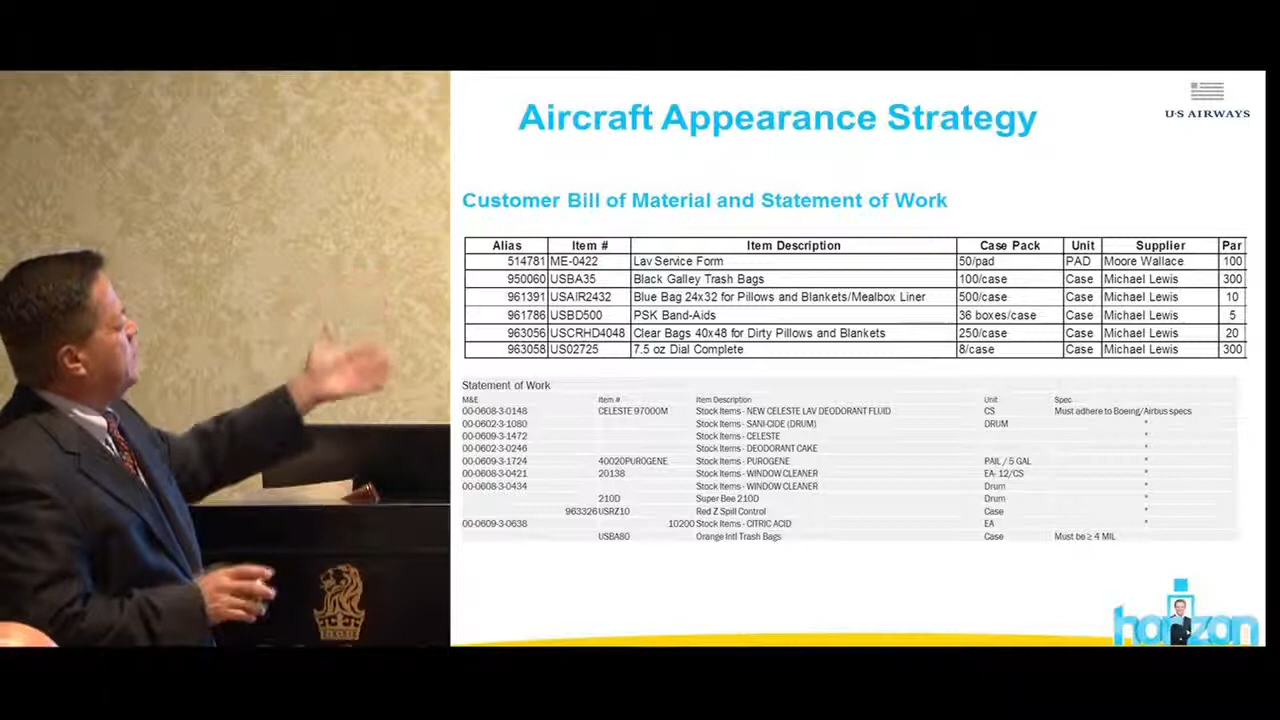 Aircraft Appearance Strategy
U·S AIRWAYS
Customer Bill of Material and Statement of Work
Alias Item # Item Description Case Pack Unit Supplier Par
514781 ME-0422 Lav Service Form 50/pad PAD Moore Wallace 100
950060 USBA35 Black Galley Trash Bags 100/case Case Michael Lewis 300
961391 USAIR2432 Blue Bag 24x32 for Pillows and Blankets/Mealbox Liner 500/case Case Michael Lewis 10
961786 USBD500 PSK Band-Aids 36 boxes/case Case Michael Lewis 5
963056 USCRHD4048 Clear Bags 40x48 for Dirty Pillows and Blankets 250/case Case Michael Lewis 20
963058 US02725 7.5 oz Dial Complete 8/case Case Michael Lewis 300
Statement of Work
M&E Item # Item Description Unit Spec
00-0608-3-0148 CELESTE 97000M Stock Items - NEW CELESTE LAV DEODORANT FLUID CS Must adhere to Boeing/Airbus specs
00-0602-3-1080 Stock Items - SANI-CIDE (DRUM) DRUM "
00-0609-3-1472 Stock Items - CELESTE "
00-0602-3-0246 Stock Items - DEODORANT CAKE "
00-0609-3-1724 40020PUROGENE Stock Items - PUROGENE PAIL / 5 GAL "
00-0608-3-0421 20138 Stock Items - WINDOW CLEANER EA- 12/CS "
00-0608-3-0434 Stock Items - WINDOW CLEANER Drum "
210D Super Bee 210D Drum "
963326 USRZ10 Red Z Spill Control Case "
00-0609-3-0638 10200 Stock Items - CITRIC ACID EA "
USBA80 Orange Intl Trash Bags Case Must be ≥ 4 MIL
horizon